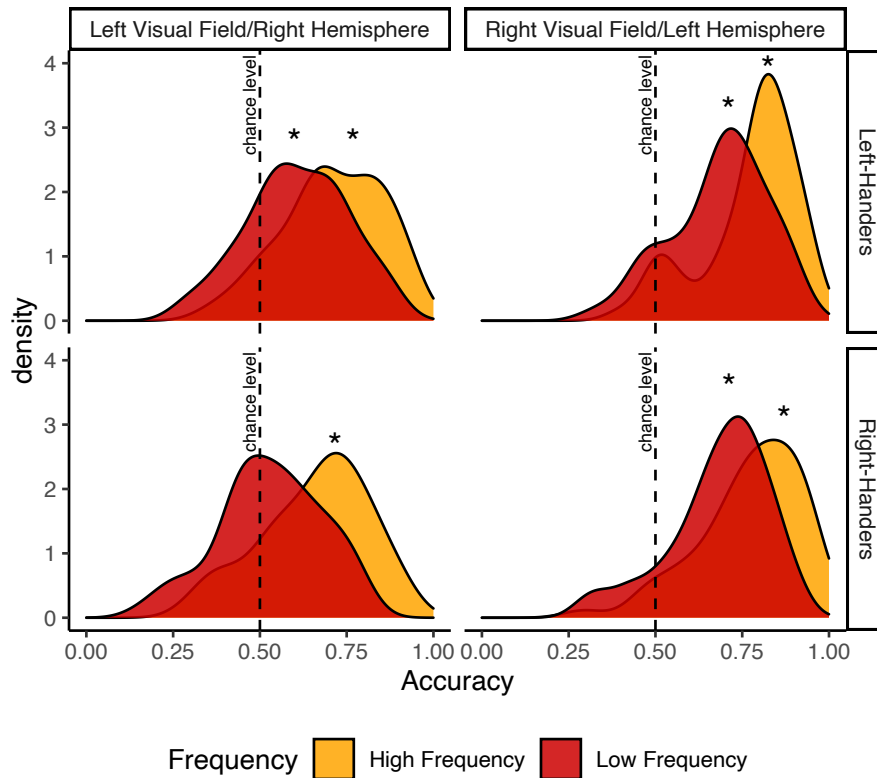 Left Visual Field/Right Hemisphere
Right Visual Field/Left Hemisphere
4
3
2
1
0
chance level
*
*
chance level
*
*
Left-Handers
density
4
3
2
1
0
chance level
*
chance level
*
*
Right-Handers
0.00 0.25 0.50 0.75 1.00
0.00 0.25 0.50 0.75 1.00
Accuracy
Frequency High Frequency Low Frequency